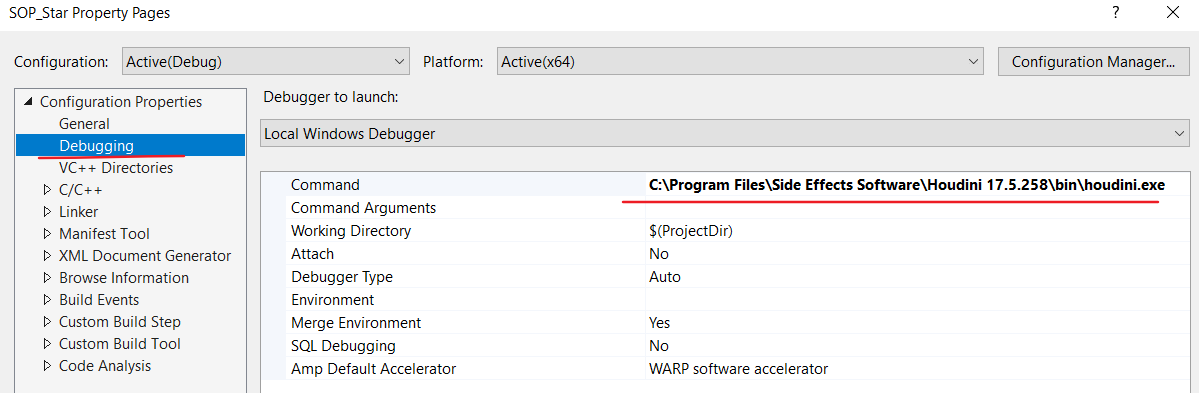 SOP_Star Property Pages
?
Configuration: Active(Debug) Platform: Active(x64) Configuration Manager...
Configuration Properties
General
Debugging
VC++ Directories
C/C++
Linker
Manifest Tool
XML Document Generator
Browse Information
Build Events
Custom Build Step
Custom Build Tool
Code Analysis
Debugger to launch:
Local Windows Debugger
Command C:\Program Files\Side Effects Software\Houdini 17.5.258\bin\houdini.exe
Command Arguments
Working Directory $(ProjectDir)
Attach No
Debugger Type Auto
Environment
Merge Environment Yes
SQL Debugging No
Amp Default Accelerator WARP software accelerator